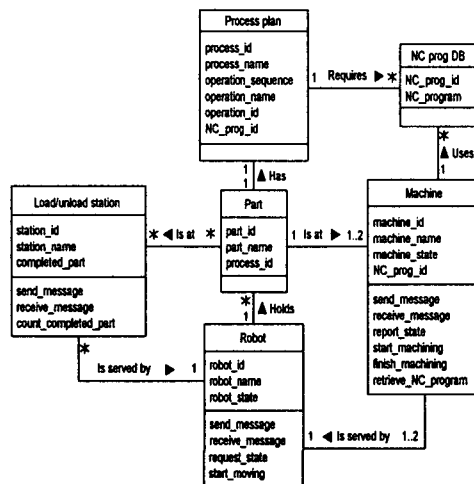 Process plan
process_id
process_name
operation_sequence
operation_name
operation_id
NC_prog_id
1 Requires ▶ *
NC prog DB
NC_prog_id
NC_program
*
▲ Uses
1
1
▲ Has
1
Load/unload station
station_id
station_name
completed_part
send_message
receive_message
count_completed_part
* ◀ Is at *
Part
part_id
part_name
process_id
1 Is at ▶ 1..2
Machine
machine_id
machine_name
machine_state
NC_prog_id
send_message
receive_message
report_state
start_machining
finish_machining
retrieve_NC_program
*
▲ Holds
1
*
Is served by ▶ 1
Robot
robot_id
robot_name
robot_state
send_message
receive_message
request_state
start_moving
1 ◀ Is served by 1..2